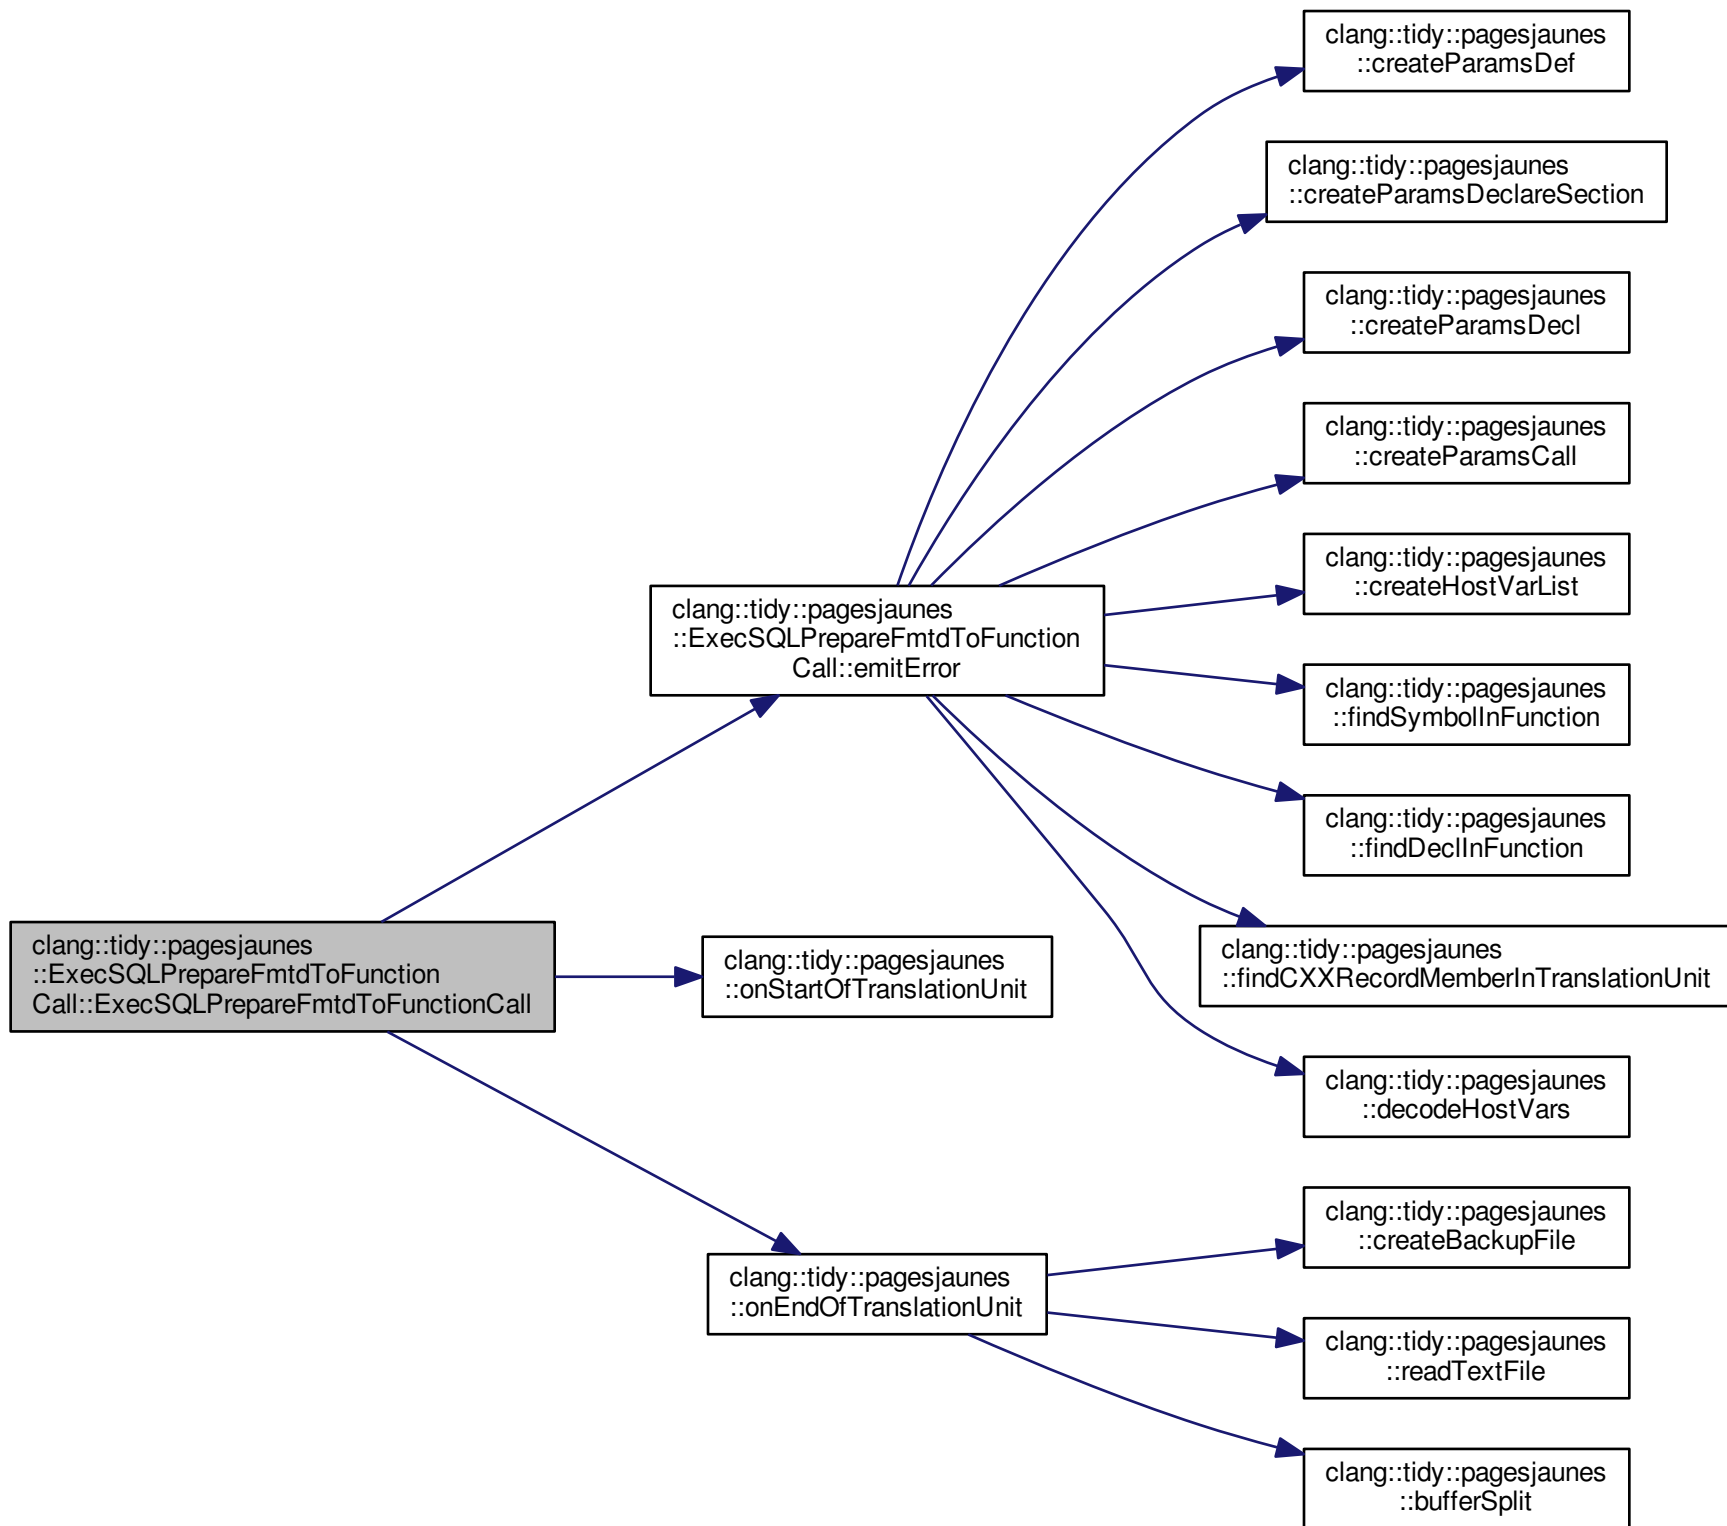 clang::tidy::pagesjaunes
::createParamsDef
clang::tidy::pagesjaunes
::createParamsDeclareSection
clang::tidy::pagesjaunes
::createParamsDecl
clang::tidy::pagesjaunes
::createParamsCall
clang::tidy::pagesjaunes
::createHostVarList
clang::tidy::pagesjaunes
::ExecSQLPrepareFmtdToFunction
Call::emitError
clang::tidy::pagesjaunes
::findSymbolInFunction
clang::tidy::pagesjaunes
::findDeclInFunction
clang::tidy::pagesjaunes
::ExecSQLPrepareFmtdToFunction
Call::ExecSQLPrepareFmtdToFunctionCall
clang::tidy::pagesjaunes
::onStartOfTranslationUnit
clang::tidy::pagesjaunes
::findCXXRecordMemberInTranslationUnit
clang::tidy::pagesjaunes
::decodeHostVars
clang::tidy::pagesjaunes
::createBackupFile
clang::tidy::pagesjaunes
::onEndOfTranslationUnit
clang::tidy::pagesjaunes
::readTextFile
clang::tidy::pagesjaunes
::bufferSplit